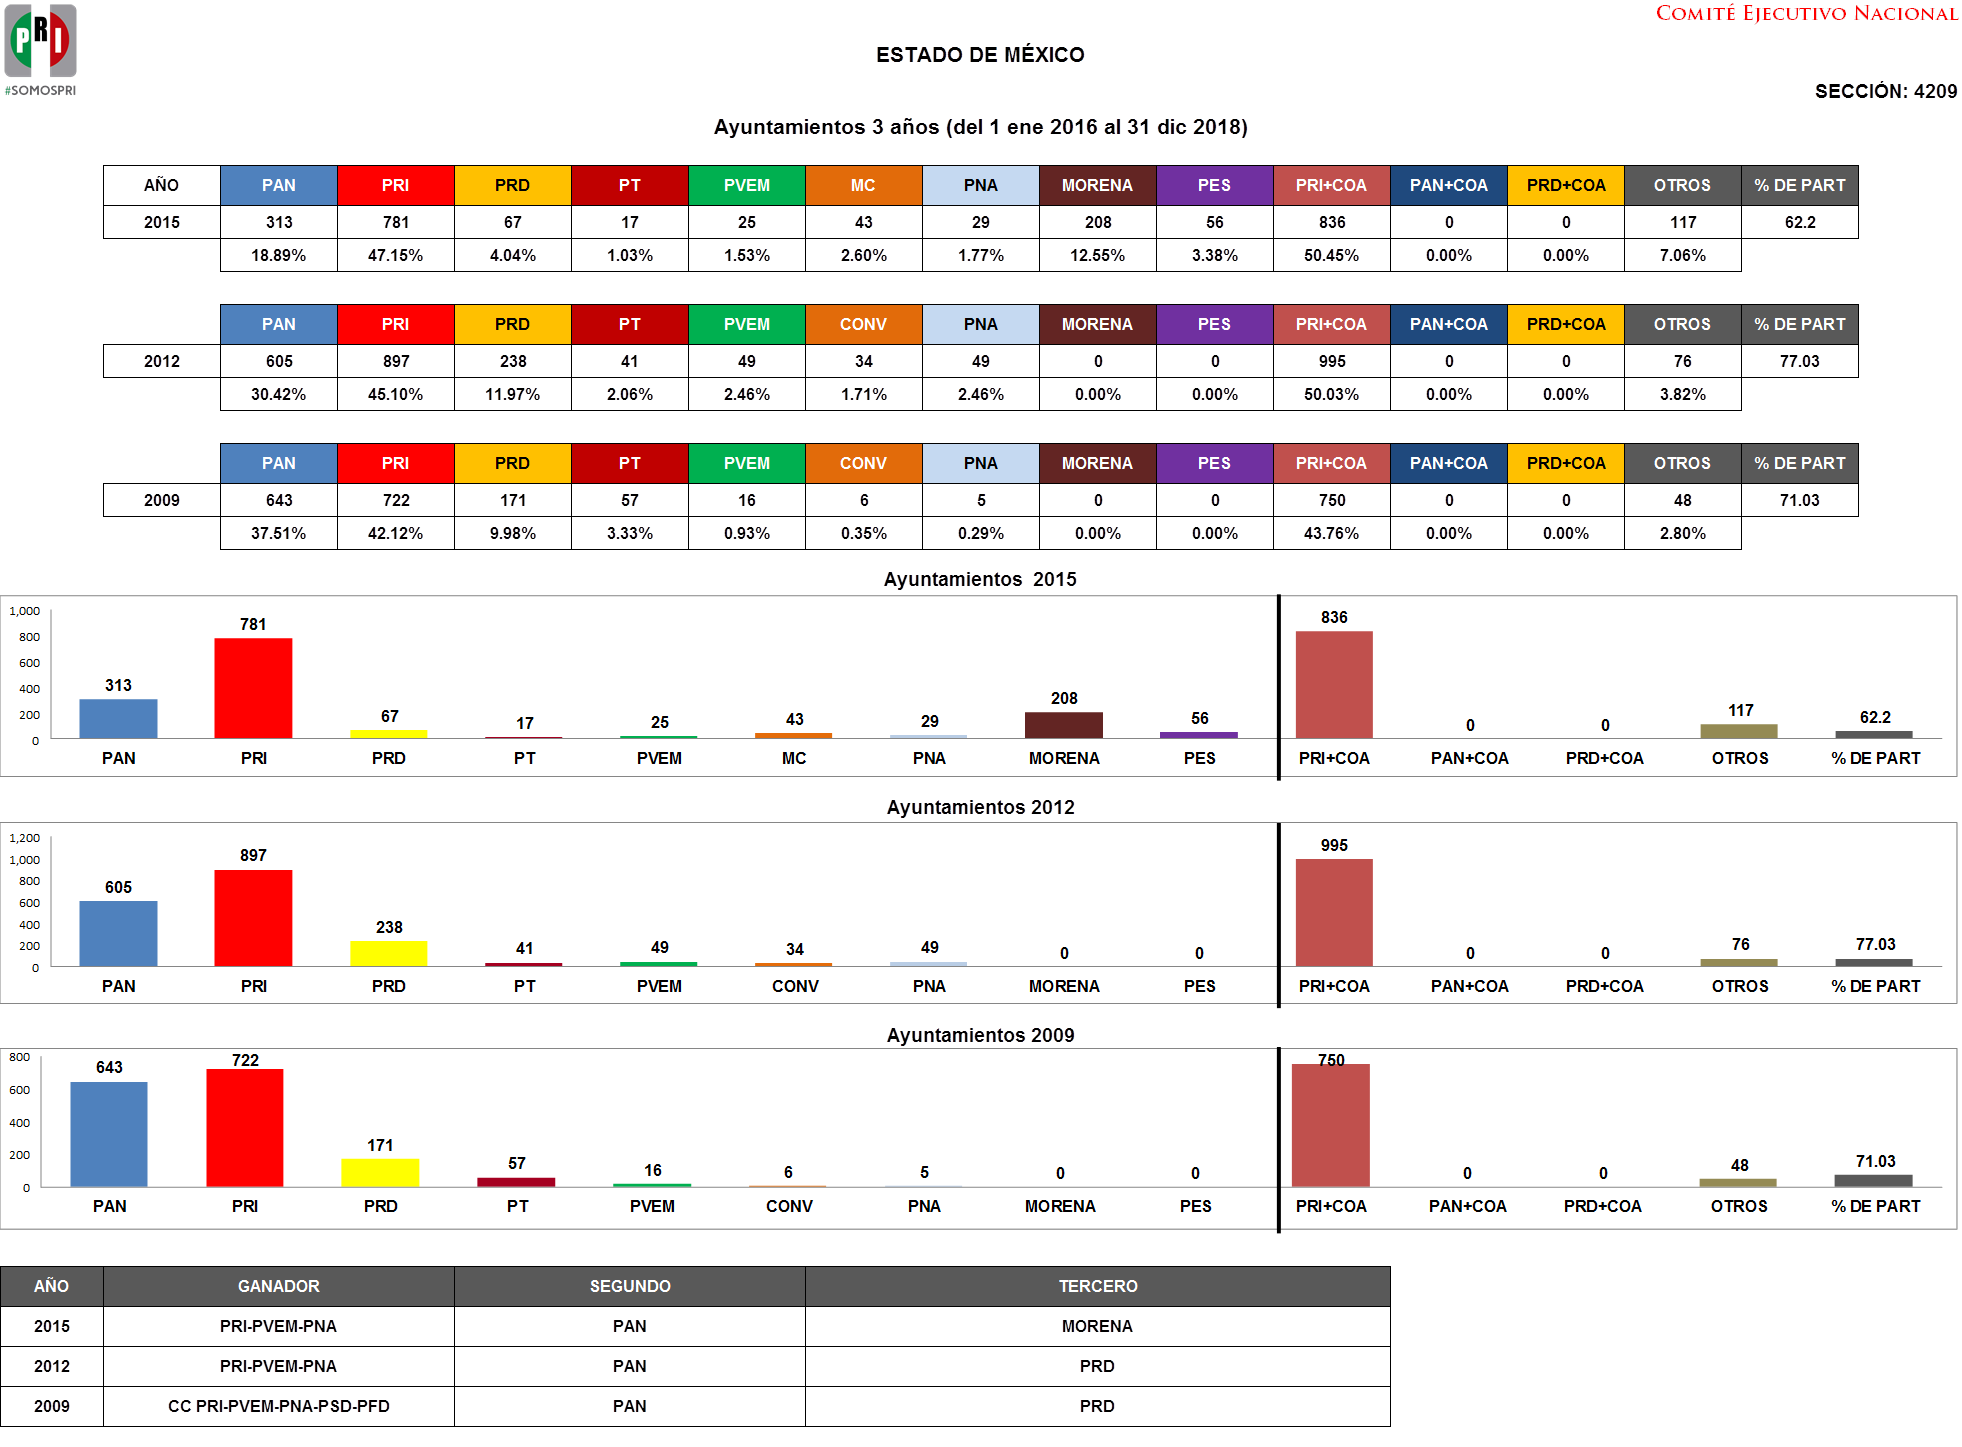 PRI
#SOMOSPRI
COMITÉ EJECUTIVO NACIONAL
ESTADO DE MÉXICO
SECCIÓN: 4209
Ayuntamientos 3 años (del 1 ene 2016 al 31 dic 2018)
AÑO PAN PRI PRD PT PVEM MC PNA MORENA PES PRI+COA PAN+COA PRD+COA OTROS % DE PART
2015 313 781 67 17 25 43 29 208 56 836 0 0 117 62.2
18.89% 47.15% 4.04% 1.03% 1.53% 2.60% 1.77% 12.55% 3.38% 50.45% 0.00% 0.00% 7.06%
PAN PRI PRD PT PVEM CONV PNA MORENA PES PRI+COA PAN+COA PRD+COA OTROS % DE PART
2012 605 897 238 41 49 34 49 0 0 995 0 0 76 77.03
30.42% 45.10% 11.97% 2.06% 2.46% 1.71% 2.46% 0.00% 0.00% 50.03% 0.00% 0.00% 3.82%
PAN PRI PRD PT PVEM CONV PNA MORENA PES PRI+COA PAN+COA PRD+COA OTROS % DE PART
2009 643 722 171 57 16 6 5 0 0 750 0 0 48 71.03
37.51% 42.12% 9.98% 3.33% 0.93% 0.35% 0.29% 0.00% 0.00% 43.76% 0.00% 0.00% 2.80%
Ayuntamientos 2015
1,000
800
600
400
200
0
313 781 67 17 25 43 29 208 56 836 0 0 117 62.2
PAN PRI PRD PT PVEM MC PNA MORENA PES PRI+COA PAN+COA PRD+COA OTROS % DE PART
Ayuntamientos 2012
1,200
1,000
800
600
400
200
0
605 897 238 41 49 34 49 0 0 995 0 0 76 77.03
PAN PRI PRD PT PVEM CONV PNA MORENA PES PRI+COA PAN+COA PRD+COA OTROS % DE PART
Ayuntamientos 2009
800
600
400
200
0
643 722 171 57 16 6 5 0 0 750 0 0 48 71.03
PAN PRI PRD PT PVEM CONV PNA MORENA PES PRI+COA PAN+COA PRD+COA OTROS % DE PART
AÑO GANADOR SEGUNDO TERCERO
2015 PRI-PVEM-PNA PAN MORENA
2012 PRI-PVEM-PNA PAN PRD
2009 CC PRI-PVEM-PNA-PSD-PFD PAN PRD